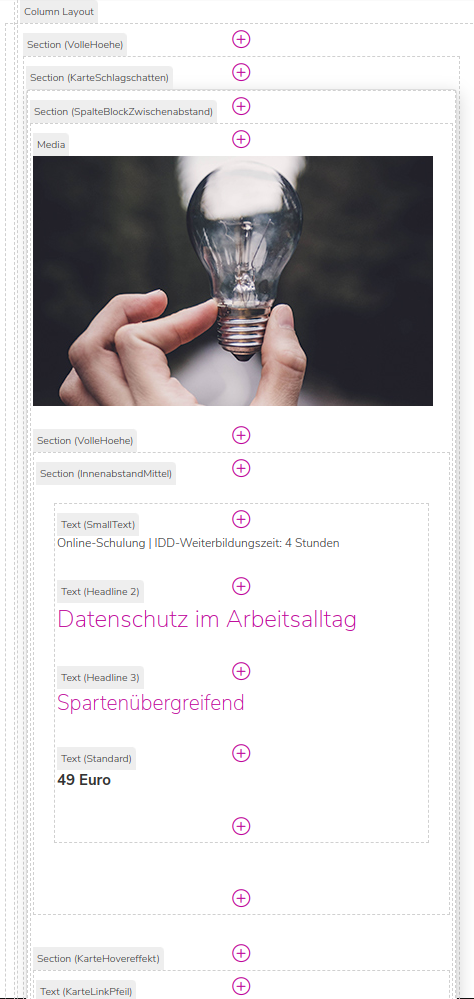 Column Layout
Section (VolleHoehe)
Section (KarteSchlagschatten)
Section (SpalteBlockZwischenabstand)
Media
Section (VolleHoehe)
Section (InnenabstandMittel)
Text (SmallText)
Online-Schulung | IDD-Weiterbildungszeit: 4 Stunden
Text (Headline 2)
Datenschutz im Arbeitsalltag
Text (Headline 3)
Spartenübergreifend
Text (Standard)
49 Euro
Section (KarteHovereffekt)
Text (KarteLinkPfeil)